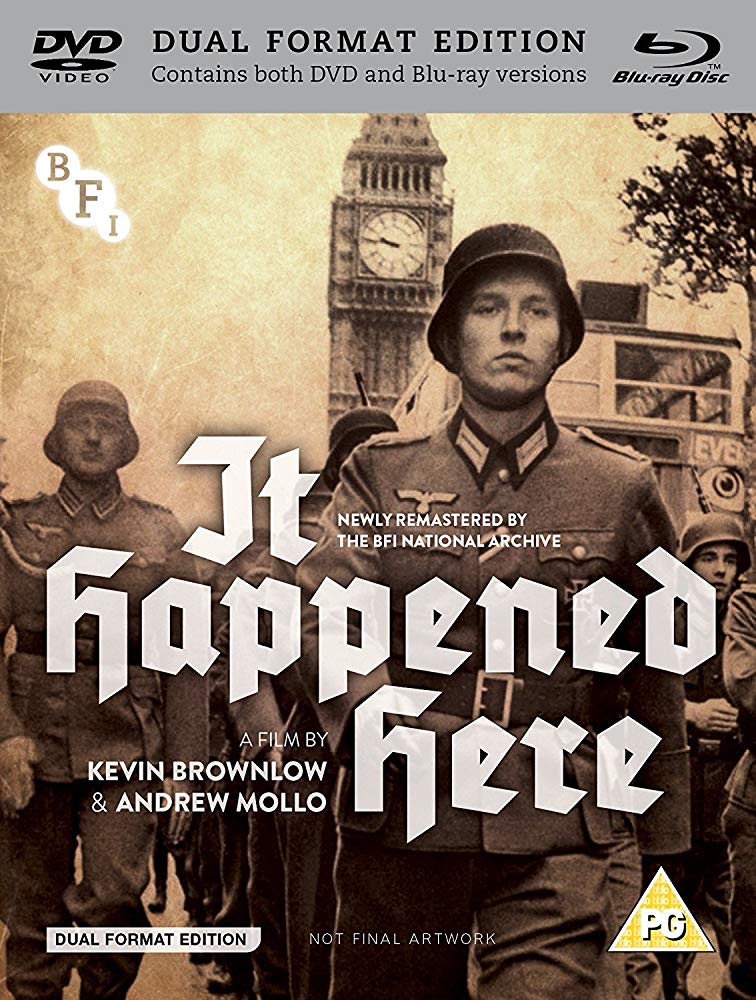 DVD
VIDEO
DUAL FORMAT EDITION
Contains both DVD and Blu-ray versions
Blu-ray Disc™
BFI
EVE
It
NEWLY REMASTERED BY
THE BFI NATIONAL ARCHIVE
happened
A FILM BY
KEVIN BROWNLOW
& ANDREW MOLLO
here
DUAL FORMAT EDITION
NOT FINAL ARTWORK
PG